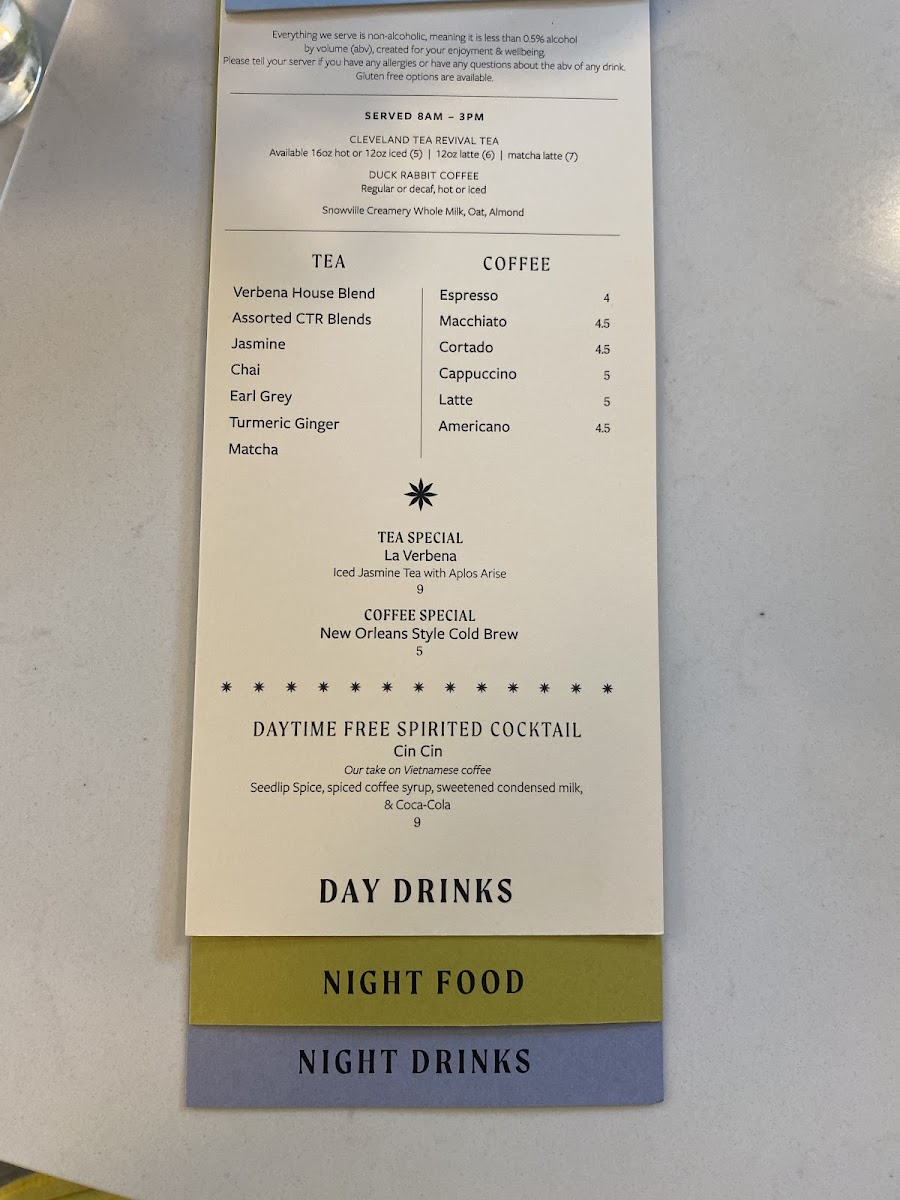 Everything we serve is non-alcoholic, meaning it is less than 0.5% alcohol
by volume (abv), created for your enjoyment & wellbeing.
Please tell your server if you have any allergies or have any questions about the abv of any drink.
Gluten free options are available.
SERVED 8AM – 3PM
CLEVELAND TEA REVIVAL TEA
Available 16oz hot or 12oz iced (5) | 12oz latte (6) | matcha latte (7)
DUCK RABBIT COFFEE
Regular or decaf, hot or iced
Snowville Creamery Whole Milk, Oat, Almond
TEA
Verbena House Blend
Assorted CTR Blends
Jasmine
Chai
Earl Grey
Turmeric Ginger
Matcha
COFFEE
Espresso 4
Macchiato 4.5
Cortado 4.5
Cappuccino 5
Latte 5
Americano 4.5
TEA SPECIAL
La Verbena
Iced Jasmine Tea with Aplos Arise
9
COFFEE SPECIAL
New Orleans Style Cold Brew
5
DAYTIME FREE SPIRITED COCKTAIL
Cin Cin
Our take on Vietnamese coffee
Seedlip Spice, spiced coffee syrup, sweetened condensed milk,
& Coca-Cola
9
DAY DRINKS
NIGHT FOOD
NIGHT DRINKS